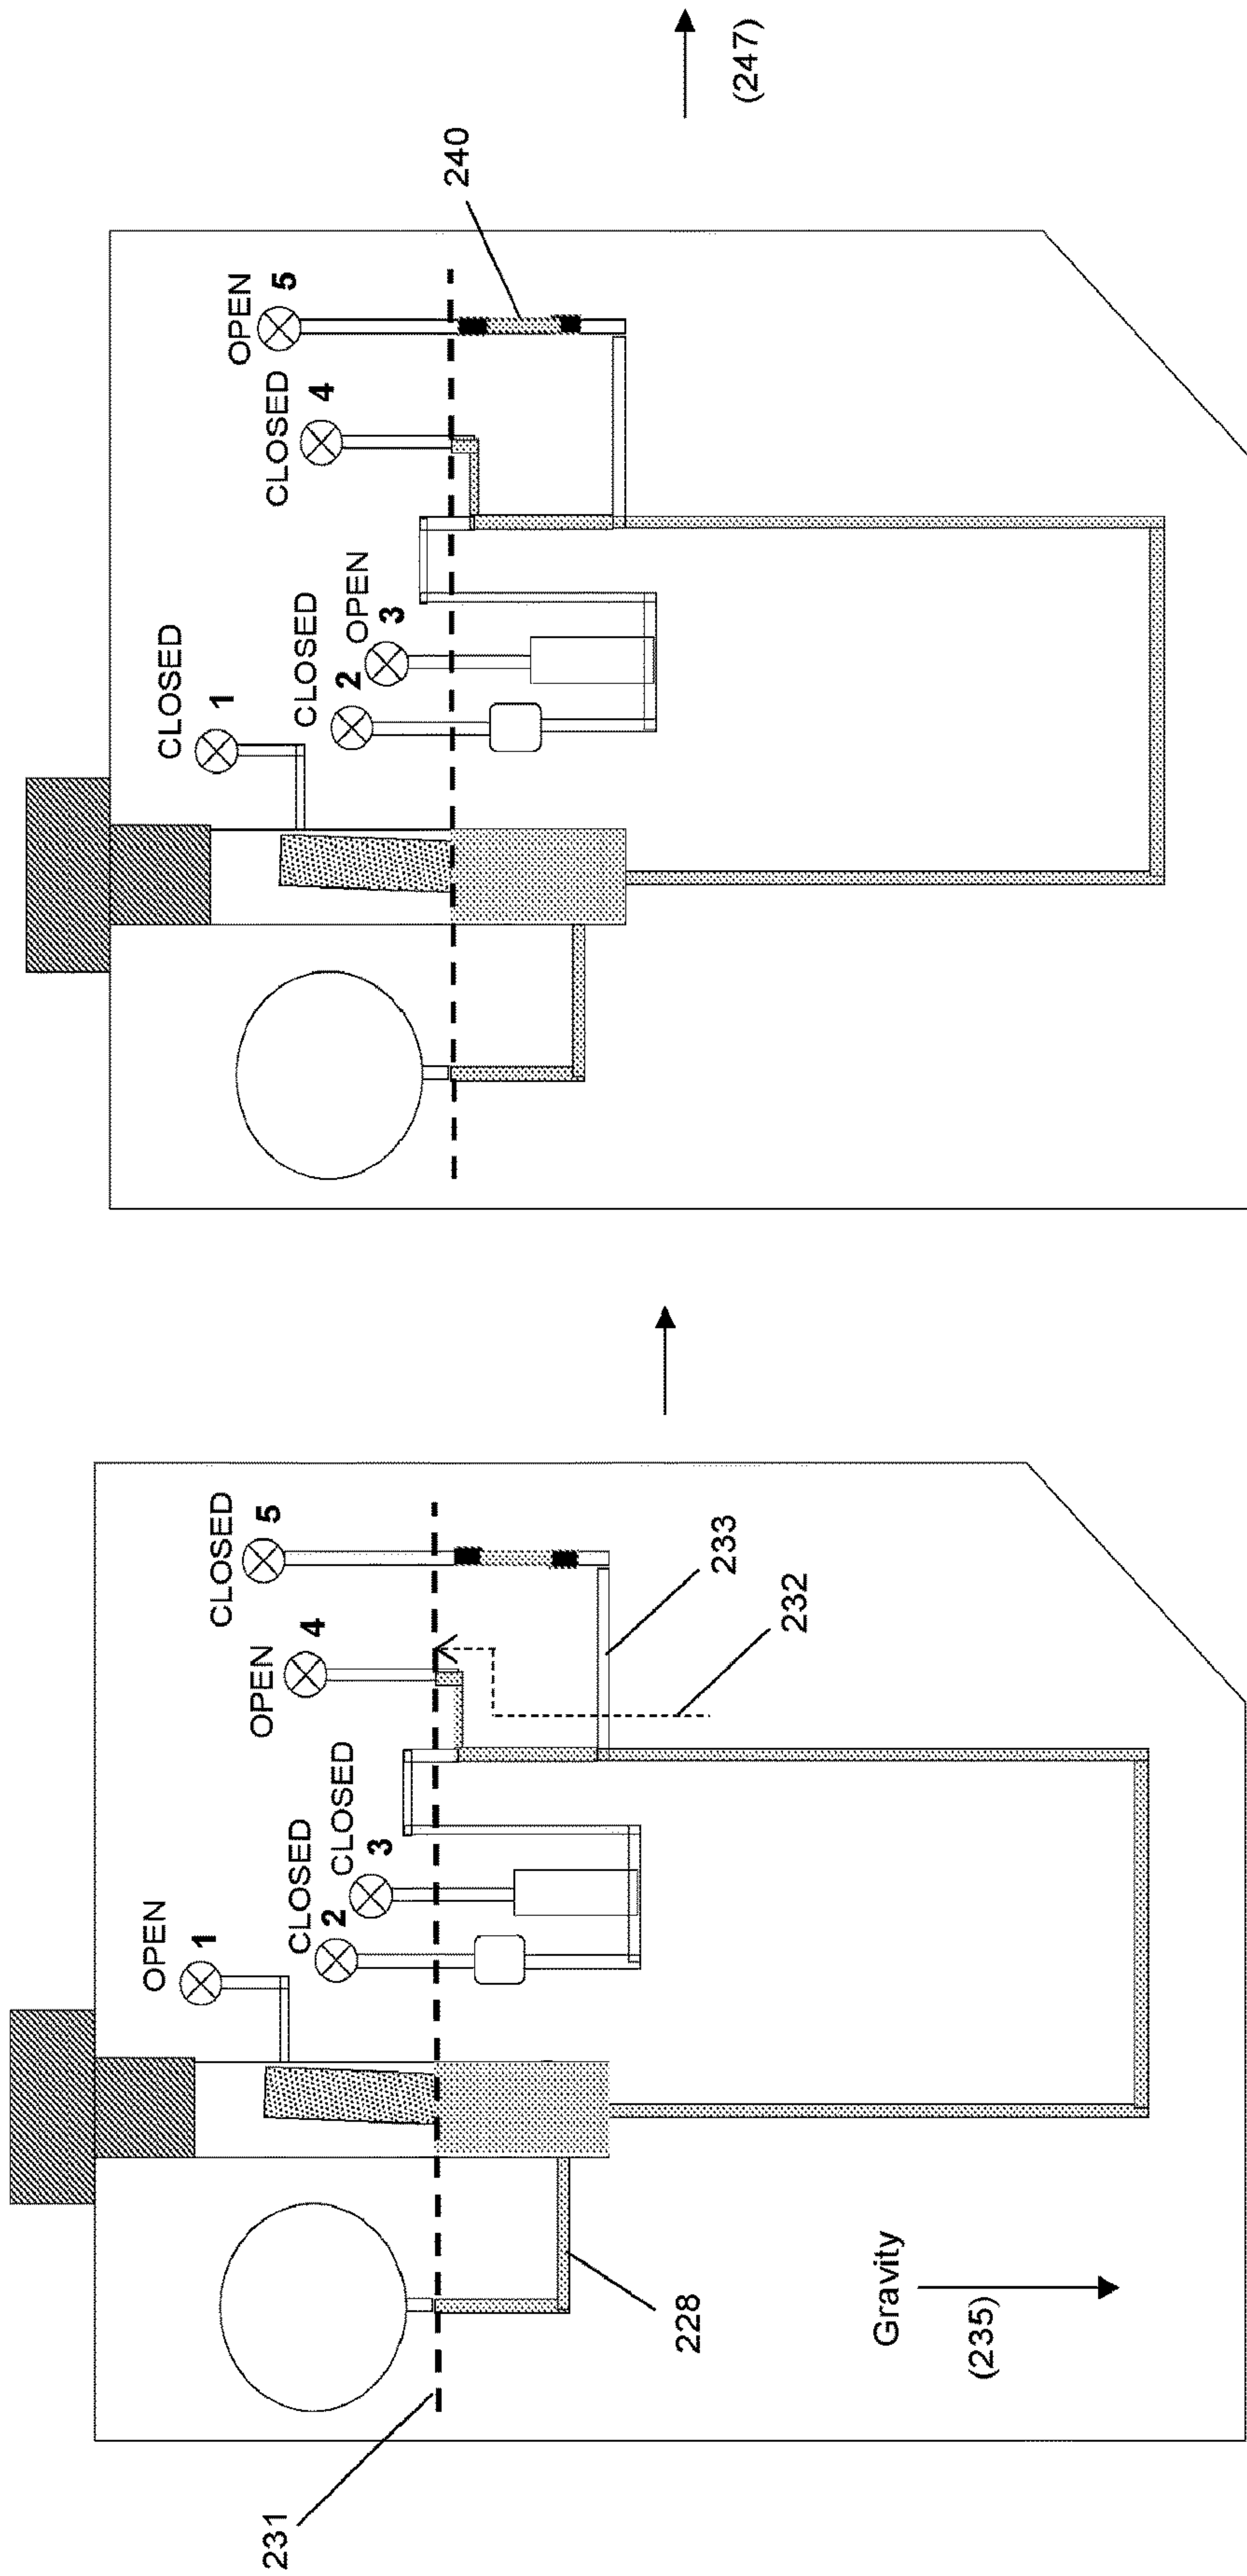 231
OPEN
1
CLOSED
2
CLOSED
3
OPEN
4
CLOSED
5
228
233
232
Gravity
(235)
CLOSED
1
CLOSED
2
OPEN
3
CLOSED
4
OPEN
5
240
(247)